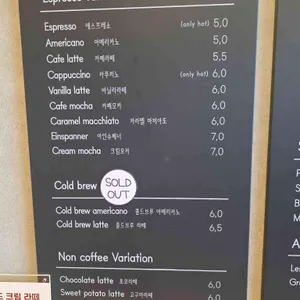 Espresso
Espresso 에스프레소 (only hot) 5,0
Americano 아메리카노 5,0
Cafe latte 카페라떼 5,5
Cappuccino 카푸치노 (only hot) 6,0
Vanilla latte 바닐라라떼 6,0
Cafe mocha 카페모카 6,0
Caramel macchiato 카라멜 마끼아또 6,0
Einspanner 아인슈페너 7,0
Cream mocha 크림모카 7,0
Cold brew SOLD OUT
Cold brew americano 콜드브루 아메리카노 6,0
Cold brew latte 콜드브루 라떼 6,5
Non coffee Variation
Chocolate latte 초코라떼 6,0
Sweet potato latte 고구마라떼 6,0
크림 라떼